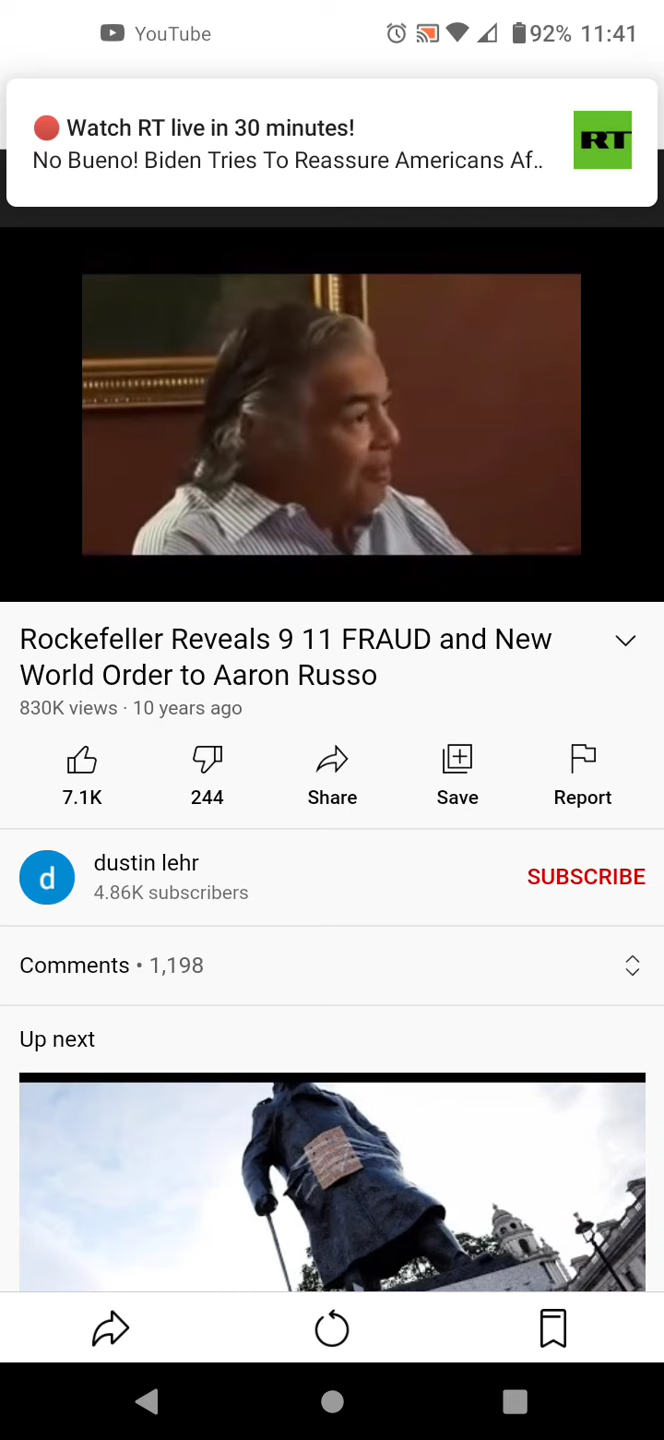 YouTube
92% 11:41
Watch RT live in 30 minutes!
No Bueno! Biden Tries To Reassure Americans Af..
RT
Rockefeller Reveals 9 11 FRAUD and New
World Order to Aaron Russo
830K views · 10 years ago
7.1K
244
Share
Save
Report
d
dustin lehr
4.86K subscribers
SUBSCRIBE
Comments • 1,198
Up next